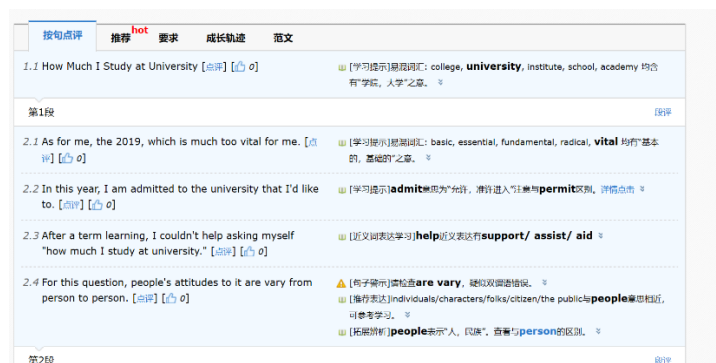 hot
按句点评 推荐 要求 成长轨迹 范文
1.1 How Much I Study at University [点评] [ 0]
[学习提示]易混词汇: college, university, institute, school, academy 均含
有"学院，大学"之意。
第1段 段评
2.1 As for me, the 2019, which is much too vital for me. [点
评] [ 0]
[学习提示]易混词汇: basic, essential, fundamental, radical, vital 均有"基本
的，基础的"之意。
2.2 In this year, I am admitted to the university that I'd like
to. [点评] [ 0]
[学习提示]admit意思为"允许，准许进入"注意与permit区别。 详情点击
2.3 After a term learning, I couldn't help asking myself
"how much I study at university." [点评] [ 0]
[近义词表达学习]help近义表达有support/ assist/ aid
2.4 For this question, people's attitudes to it are vary from
person to person. [点评] [ 0]
[句子警示]请检查are vary，疑似双谓语错误。
[推荐表达]individuals/characters/folks/citizen/the public与people意思相近，
可参考学习。
[拓展辨析]people表示"人，民族"，查看与person的区别。
第2段 段评